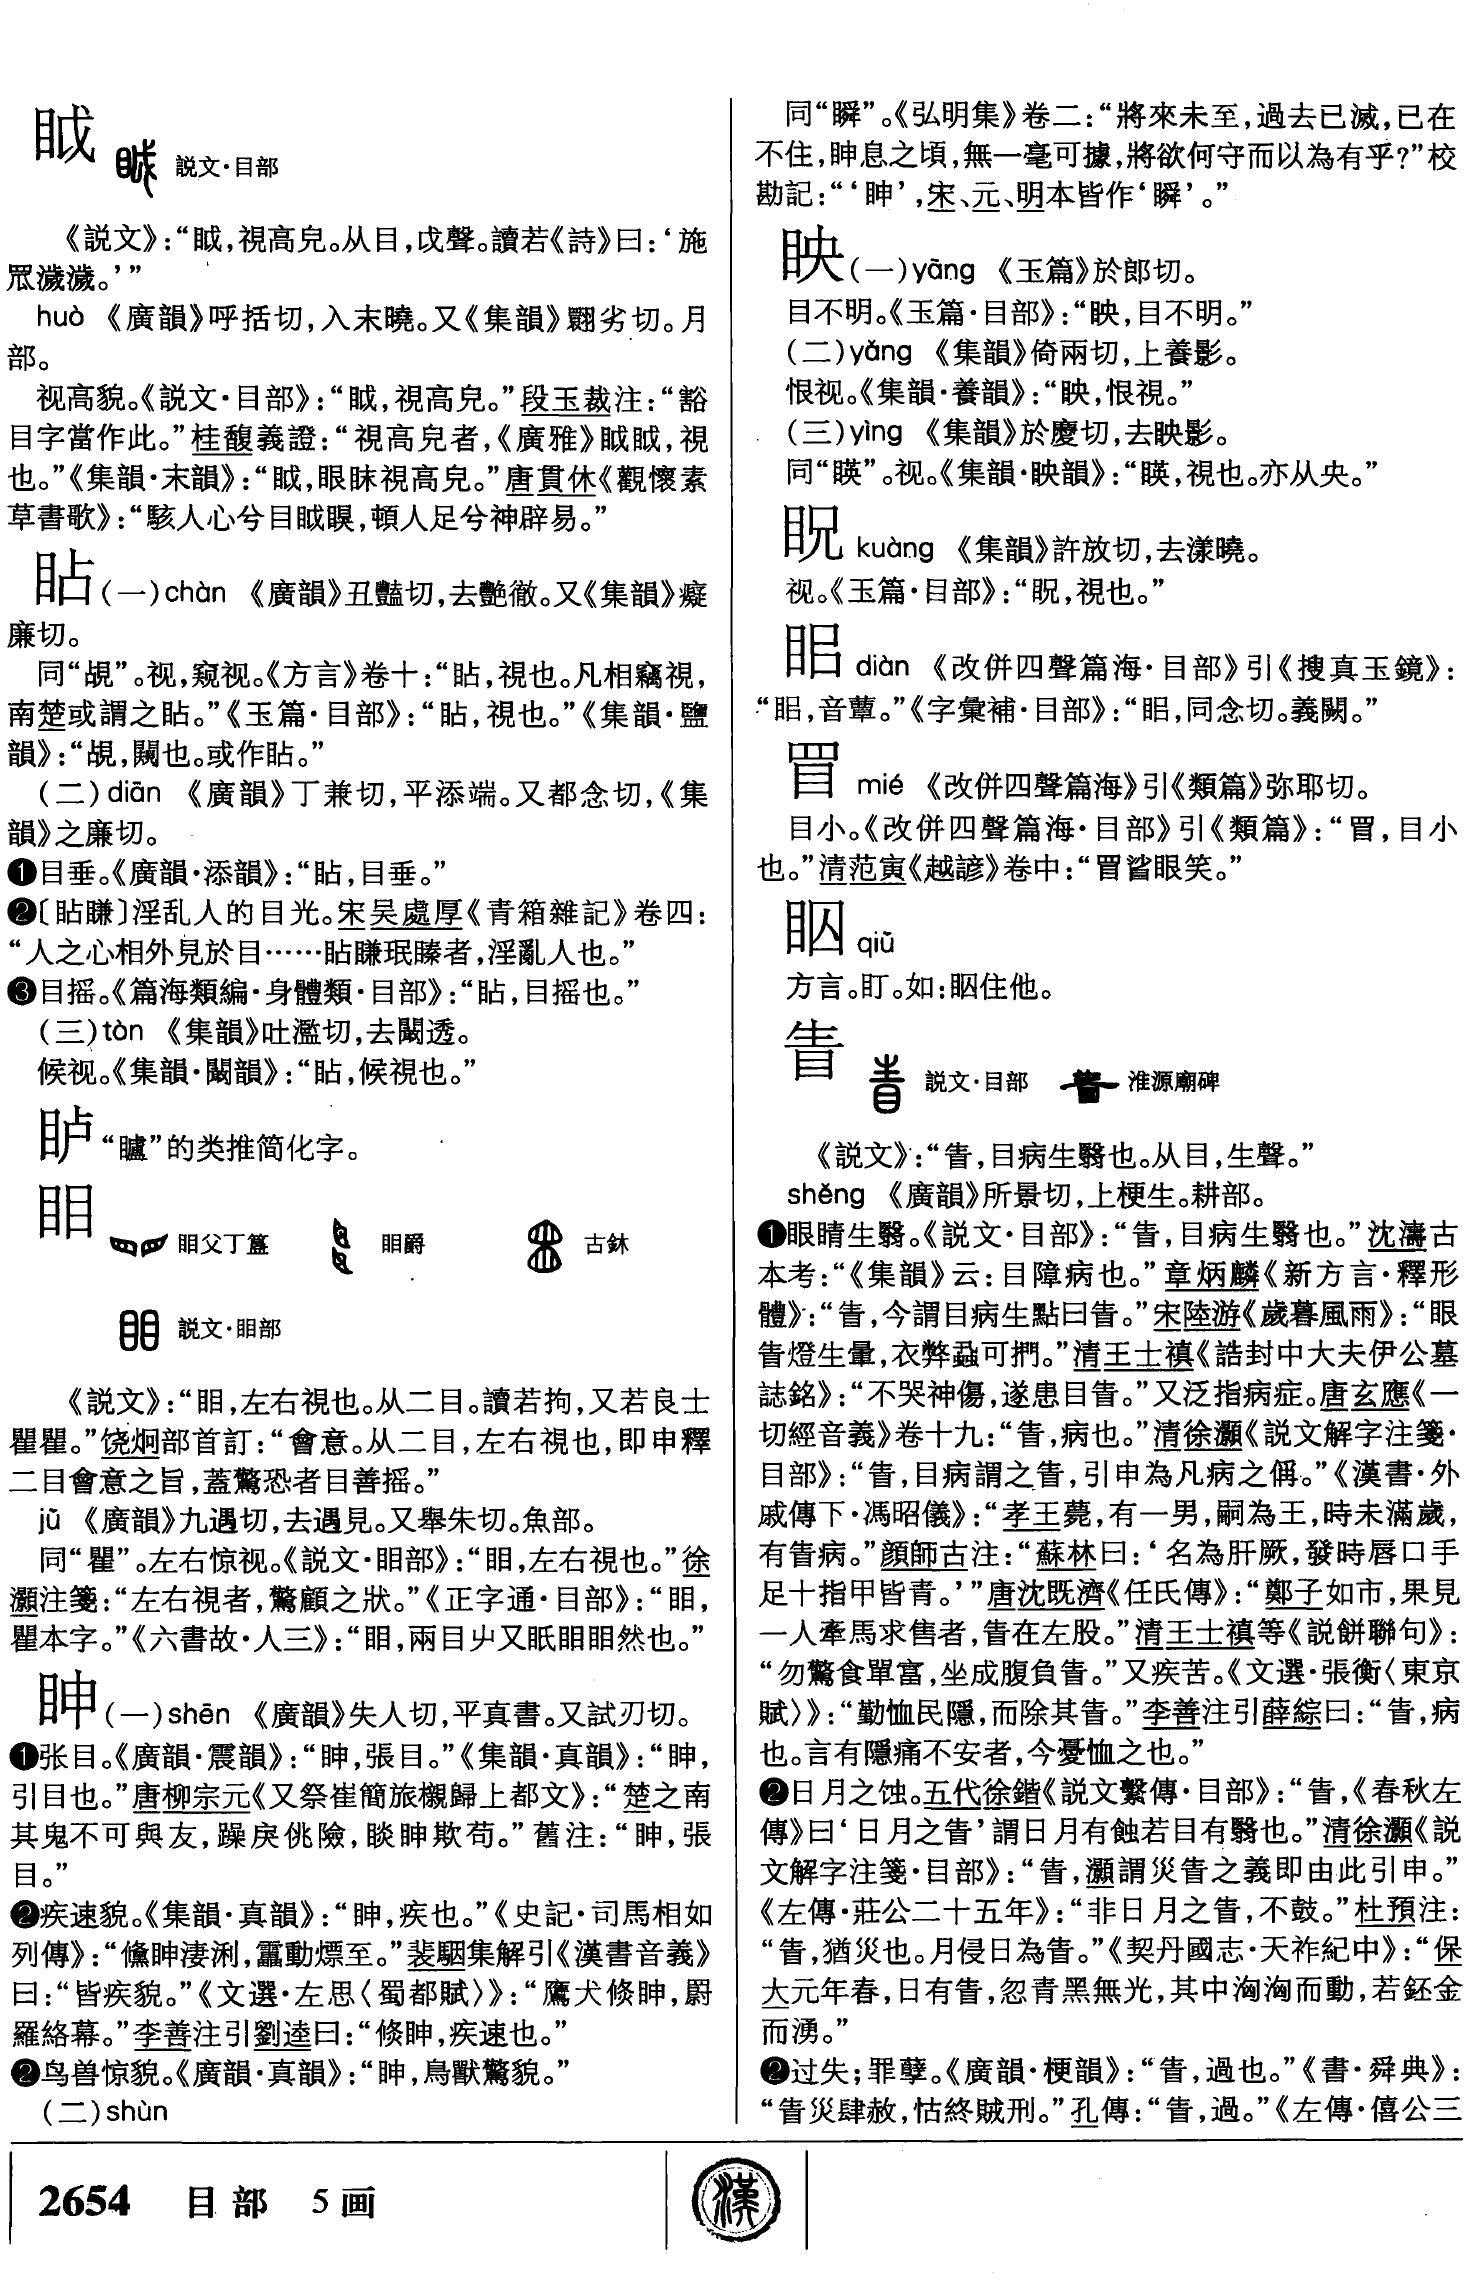 眓 説文·目部
《説文》：“眓，視高皃。从目，戉聲。讀若《詩》曰：‘施
罛濊濊。’”
huò 《廣韻》呼括切，入末曉。又《集韻》翾劣切。月
部。
视高貌。《説文·目部》：“眓，視高皃。”段玉裁注：“豁
目字當作此。”桂馥義證：“視高皃者，《廣雅》眓眓，視
也。”《集韻·末韻》：“眓，眼眜視高皃。”唐貫休《觀懷素
草書歌》：“駭人心兮目眓瞁，頓人足兮神辟易。”
眙(一)chàn 《廣韻》丑豔切，去豔徹。又《集韻》癡
廉切。
同“覘”。视，窥视。《方言》卷十：“䀡，視也。凡相竊視，
南楚或謂之䀡。”《玉篇·目部》：“䀡，視也。”《集韻·鹽
韻》：“覘，闚也。或作䀡。”
(二)diān 《廣韻》丁兼切，平添端。又都念切，《集
韻》之廉切。
❶目垂。《廣韻·添韻》：“䀡，目垂。”
❷〔䀡䁠〕淫乱人的目光。宋吴處厚《青箱雜記》卷四：
“人之心相外見於目……䀡䁠珉瞜者，淫亂人也。”
❸目摇。《篇海類編·身體類·目部》：“䀡，目摇也。”
(三)tàn 《集韻》吐濫切，去闞透。
候视。《集韻·闞韻》：“䀡，候視也。”
𪾦 “矑”的类推简化字。
䀠 䀠父丁簋 䀠爵 古鉥
説文·䀠部
《説文》：“䀠，左右視也。从二目。讀若拘，又若良士
瞿瞿。”饶炯部首訂：“會意。从二目，左右視也，即申釋
二目會意之旨，蓋驚恐者目善摇。”
jù 《廣韻》九遇切，去遇見。又舉朱切。魚部。
同“瞿”。左右惊视。《説文·䀠部》：“䀠，左右視也。”徐
灝注箋：“左右視者，驚顧之狀。”《正字通·目部》：“䀠，
瞿本字。”《六書故·人三》：“䀠，兩目屮又眂䀠䀠然也。”
眒(一)shēn 《廣韻》失人切，平真書。又試刃切。
❶张目。《廣韻·震韻》：“眒，張目。”《集韻·真韻》：“眒，
引目也。”唐柳宗元《又祭崔簡旅櫬歸上都文》：“楚之南
其鬼不可與友，躁戾佻險，睒眒欺苟。”舊注：“眒，張
目。”
❷疾速貌。《集韻·真韻》：“眒，疾也。”《史記·司馬相如
列傳》：“儵眒淒浰，靁動熛至。”裴駰集解引《漢書音義》
曰：“皆疾貌。”《文選·左思〈蜀都賦〉》：“鷹犬倏眒，罻
羅絡幕。”李善注引劉逵曰：“倏眒，疾速也。”
❷鸟兽惊貌。《廣韻·真韻》：“眒，鳥獸驚貌。”
(二)shùn
同“瞬”。《弘明集》卷二：“將來未至，過去已滅，已在
不住，眒息之頃，無一毫可據，將欲何守而以為有乎？”校
勘記：“‘眒’，宋、元、明本皆作‘瞬’。”
眏(一)yāng 《玉篇》於郎切。
目不明。《玉篇·目部》：“眏，目不明。”
(二)yǎng 《集韻》倚兩切，上養影。
恨视。《集韻·養韻》：“眏，恨視。”
(三)yìng 《集韻》於慶切，去映影。
同“瞸”。视。《集韻·映韻》：“瞸，視也。亦从央。”
眖 kuàng 《集韻》許放切，去漾曉。
视。《玉篇·目部》：“眖，視也。”
𥅑 diàn 《改併四聲篇海·目部》引《搜真玉鏡》：
“𥅑，音蕈。”《字彙補·目部》：“𥅑，同念切。義闕。”
𥅾 mié 《改併四聲篇海》引《類篇》弥耶切。
目小。《改併四聲篇海·目部》引《類篇》：“𥅾，目小
也。”清范寅《越諺》卷中：“𥅾䀹眼笑。”
𥅃 qiǔ
方言。盯。如：𥅃住他。
眚 説文·目部 淮源廟碑
《説文》：“眚，目病生翳也。从目，生聲。”
shěng 《廣韻》所景切，上梗生。耕部。
❶眼睛生翳。《説文·目部》：“眚，目病生翳也。”沈濤古
本考：“《集韻》云：目障病也。”章炳麟《新方言·釋形
體》：“眚，今謂目病生點曰眚。”宋陸游《歲暮風雨》：“眼
眚燈生暈，衣弊蝨可捫。”清王士禛《誥封中大夫伊公墓
誌銘》：“不哭神傷，遂患目眚。”又泛指病症。唐玄應《一
切經音義》卷十九：“眚，病也。”清徐灝《説文解字注箋·
目部》：“眚，目病謂之眚，引申為凡病之偁。”《漢書·外
戚傳下·馮昭儀》：“孝王薨，有一男，嗣為王，時未滿歲，
有眚病。”顔師古注：“蘇林曰：‘名為肝厥，發時唇口手
足十指甲皆青。’”唐沈既濟《任氏傳》：“鄭子如市，果見
一人牽馬求售者，眚在左股。”清王士禛等《説餅聯句》：
“勿驚食單富，坐成腹負眚。”又疾苦。《文選·張衡〈東京
賦〉》：“勤恤民隱，而除其眚。”李善注引薛綜曰：“眚，病
也。言有隱痛不安者，今憂恤之也。”
❷日月之蚀。五代徐鍇《説文繫傳·目部》：“眚，《春秋左
傳》曰‘日月之眚’謂日月有蝕若目有翳也。”清徐灝《説
文解字注箋·目部》：“眚，灝謂災眚之義即由此引申。”
《左傳·莊公二十五年》：“非日月之眚，不鼓。”杜預注：
“眚，猶災也。月侵日為眚。”《契丹國志·天祚紀中》：“保
大元年春，日有眚，忽青黑無光，其中洶洶而動，若鉟金
而湧。”
❷过失；罪孽。《廣韻·梗韻》：“眚，過也。”《書·舜典》：
“眚災肆赦，怙終賊刑。”孔傳：“眚，過。”《左傳·僖公三
2654 目部 5画
漢